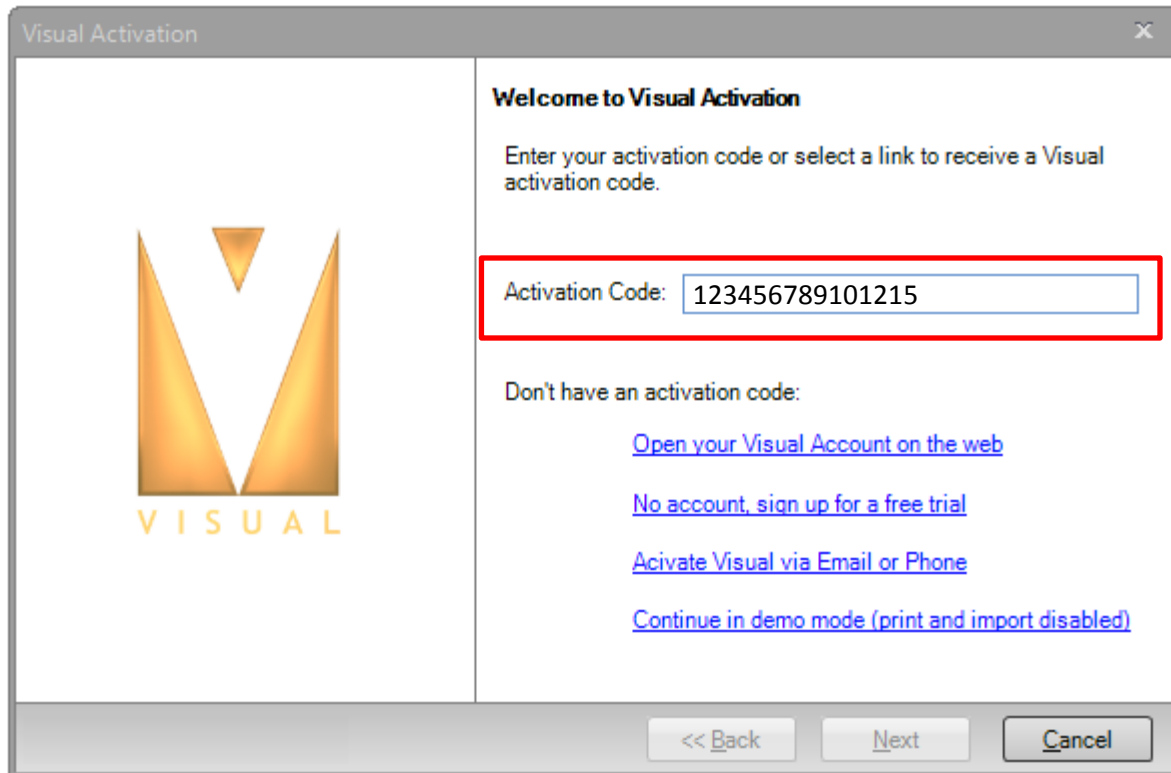 Visual Activation
x
Welcome to Visual Activation
Enter your activation code or select a link to receive a Visual
activation code.
Activation Code: 123456789101215
Don't have an activation code:
Open your Visual Account on the web
No account, sign up for a free trial
Acivate Visual via Email or Phone
Continue in demo mode (print and import disabled)
VISUAL
<< Back Next Cancel